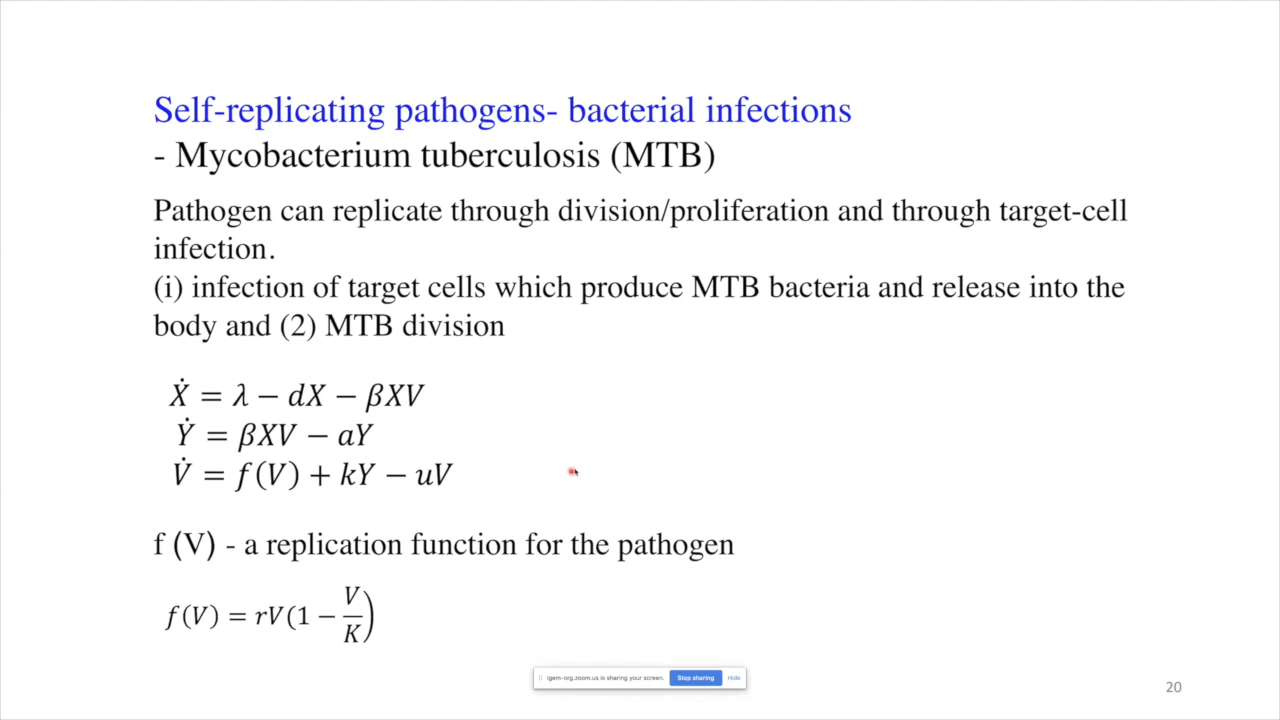 Self-replicating pathogens- bacterial infections
- Mycobacterium tuberculosis (MTB)
Pathogen can replicate through division/proliferation and through target-cell
infection.
(i) infection of target cells which produce MTB bacteria and release into the
body and (2) MTB division
Ẋ = λ − dX − βXV
Ẏ = βXV − aY
V̇ = f(V) + kY − uV
f (V) - a replication function for the pathogen
f(V) = rV(1 − V/K)
igem-org.zoom.us is sharing your screen. Stop sharing Hide
20